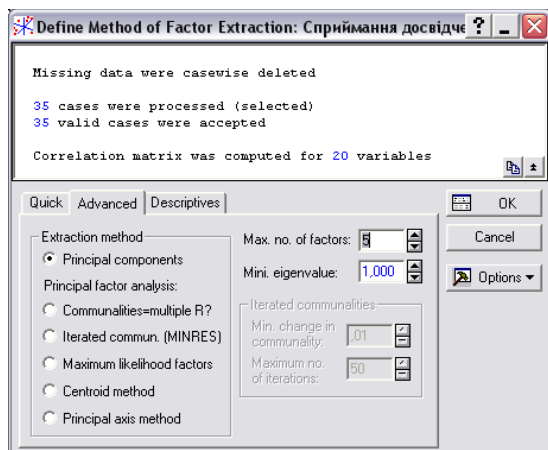 Define Method of Factor Extraction: Сприймання досвідче
Missing data were casewise deleted
35 cases were processed (selected)
35 valid cases were accepted
Correlation matrix was computed for 20 variables
Quick Advanced Descriptives
OK
Cancel
Options
Extraction method
Principal components
Principal factor analysis:
Communalities=multiple R?
Iterated commun. (MINRES)
Maximum likelihood factors
Centroid method
Principal axis method
Max. no. of factors: 5
Mini. eigenvalue: 1,000
Iterated communalities
Min. change in
communality: ,01
Maximum no.
of iterations: 50